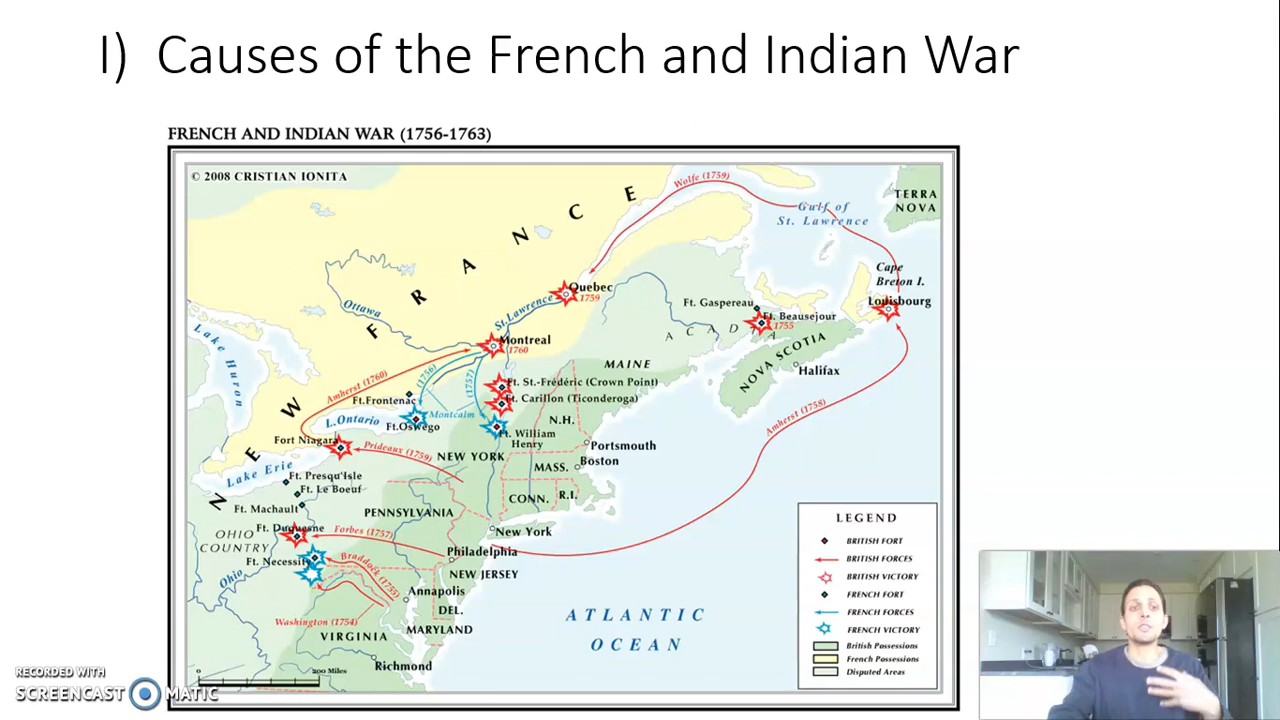 I) Causes of the French and Indian War
FRENCH AND INDIAN WAR (1756-1763)
© 2008 CRISTIAN IONITA
TERRA
NOVA
Wolfe (1759)
Gulf of
St. Lawrence
NEW FRANCE
Cape
Breton I.
Louisbourg
Quebec
1759
Ottawa
St Lawrence
Ft. Gaspereau
Ft. Beausejour
1755
ACADIA
NOVA SCOTIA
Halifax
Lake Huron
Montreal
1760
MAINE
Amherst (1760)
(1756)
(1757)
Ft. St.-Frédéric (Crown Point)
Ft. Carillon (Ticonderoga)
Ft.Frontenac
Montcalm
Amherst (1758)
L.Ontario
Ft.Oswego
N.H.
Ft. William
Henry
Fort Niagara
Prideaux (1759)
NEW YORK
Portsmouth
Lake Erie
MASS.
Boston
Ft. Presqu'Isle
Ft. Le Boeuf
CONN.
R.I.
Ft. Machault
PENNSYLVANIA
Ft. Duquesne
Forbes (1757)
New York
OHIO
COUNTRY
Ft. Necessity
Braddock (1755)
Philadelphia
Ohio
NEW JERSEY
Annapolis
DEL.
Washington (1754)
MARYLAND
VIRGINIA
Richmond
ATLANTIC
OCEAN
0 200 Miles
LEGEND
BRITISH FORT
BRITISH FORCES
BRITISH VICTORY
FRENCH FORT
FRENCH FORCES
FRENCH VICTORY
British Possessions
French Possessions
Disputed Areas
RECORDED WITH
SCREENCAST MATIC